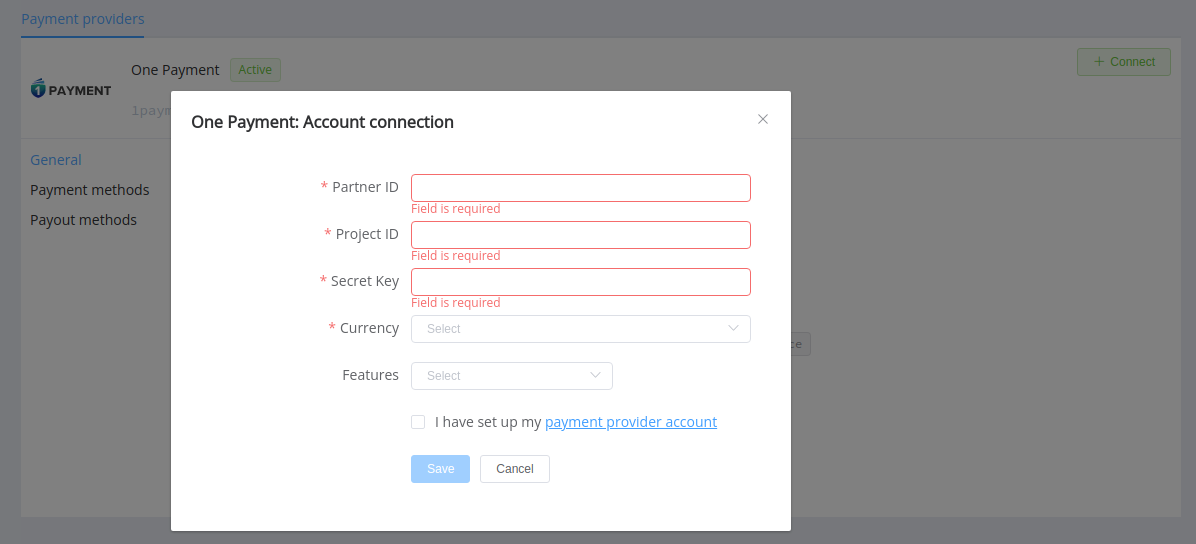 Payment providers
One Payment Active
+ Connect
1 PAYMENT
1paym
One Payment: Account connection
General
Payment methods
Payout methods
* Partner ID
Field is required
* Project ID
Field is required
* Secret Key
Field is required
* Currency Select
ce
Features Select
I have set up my payment provider account
Save Cancel